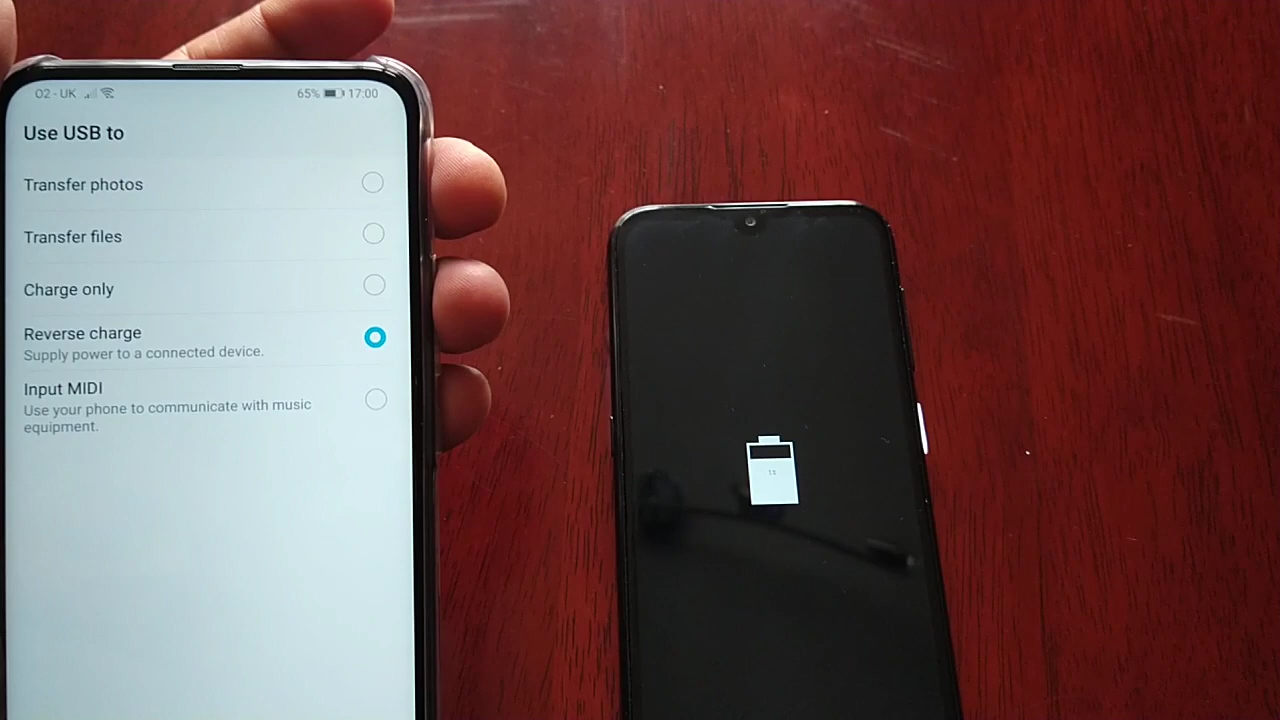 O2 - UK 65% 17:00
Use USB to
Transfer photos
Transfer files
Charge only
Reverse charge
Supply power to a connected device.
Input MIDI
Use your phone to communicate with music
equipment.